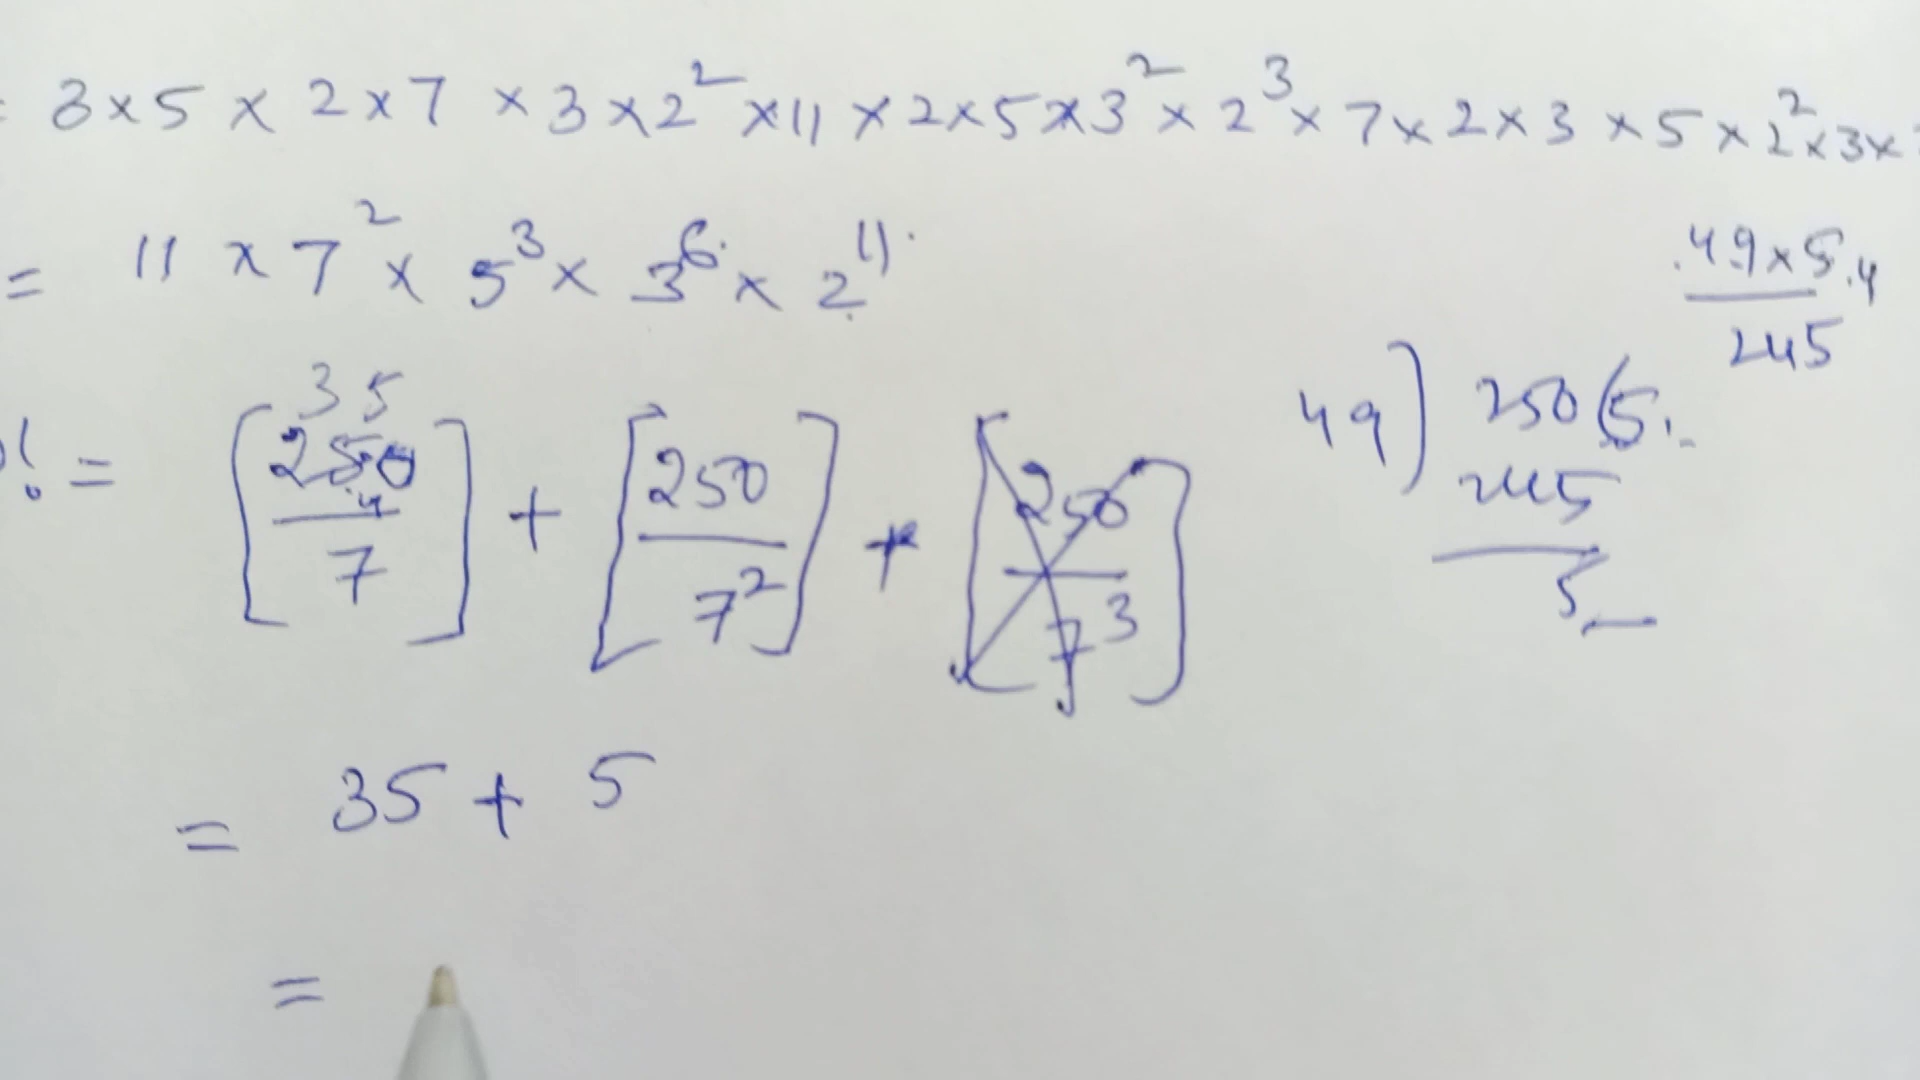 = 3×5 × 2×7 ×3×2²×11×2×5×3²×2³×7×2×3×5×2²×3×
= 11 × 7² × 5³ × 3⁶ × 2¹¹
49×5
4
245
35
! = [250/7] + [250/7²] + [250/7³]
4
49) 250 (5
245
5
= 35 + 5
=